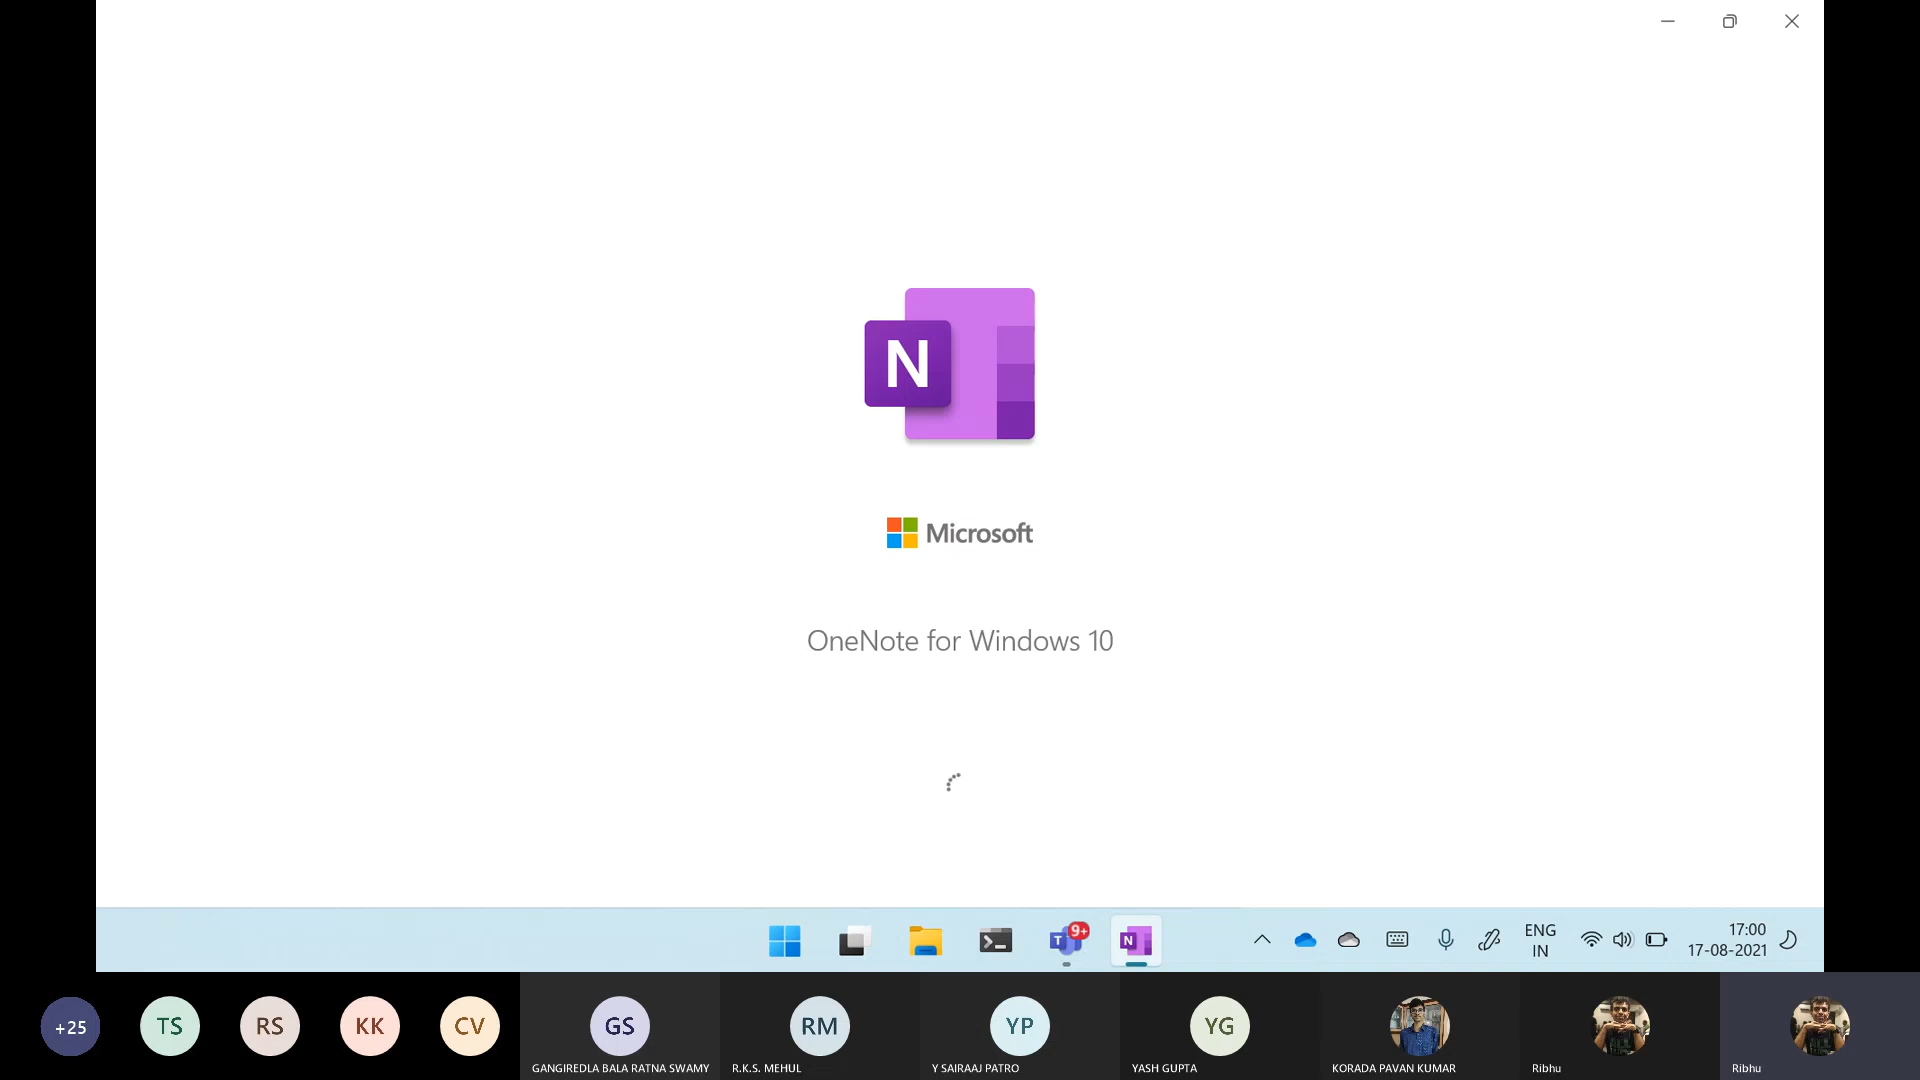 N
Microsoft
OneNote for Windows 10
9+
T
N
ENG
IN
17:00
17-08-2021
+25
TS
RS
KK
CV
GS
RM
YP
YG
GANGIREDLA BALA RATNA SWAMY
R.K.S. MEHUL
Y SAIRAAJ PATRO
YASH GUPTA
KORADA PAVAN KUMAR
Ribhu
Ribhu